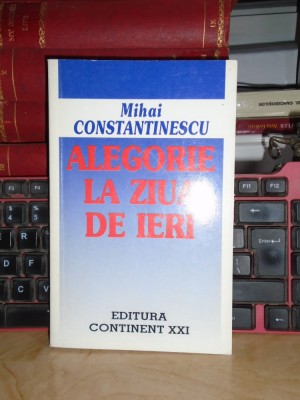 Mihai
CONSTANTINESCU
ALEGORIE
LA ZIUA
DE IERI
EDITURA
CONTINENT XXI